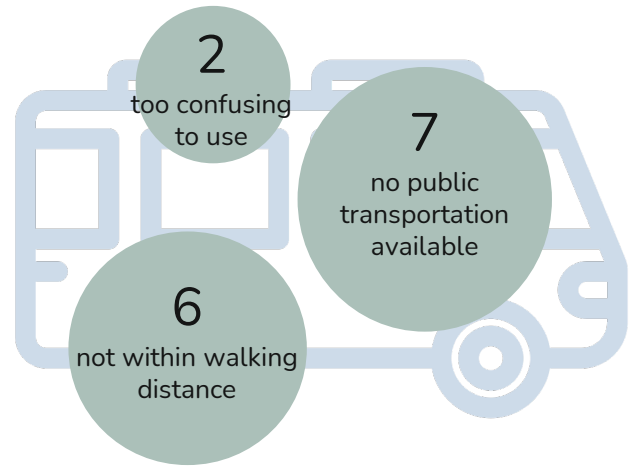 2
too confusing
to use
7
no public
transportation
available
6
not within walking
distance